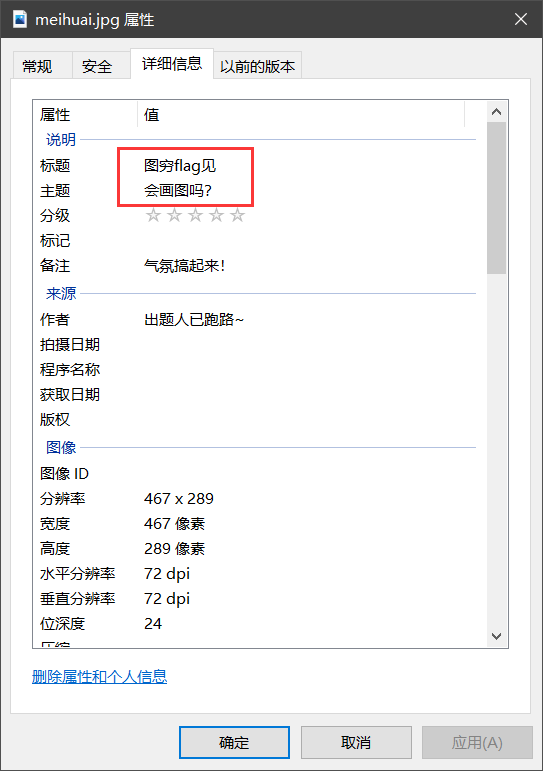 meihuai.jpg 属性
常规 安全 详细信息 以前的版本
属性 值
说明
标题 图穷flag见
主题 会画图吗?
分级
标记
备注 气氛搞起来!
来源
作者 出题人已跑路~
拍摄日期
程序名称
获取日期
版权
图像
图像 ID
分辨率 467 x 289
宽度 467 像素
高度 289 像素
水平分辨率 72 dpi
垂直分辨率 72 dpi
位深度 24
删除属性和个人信息
确定 取消 应用(A)